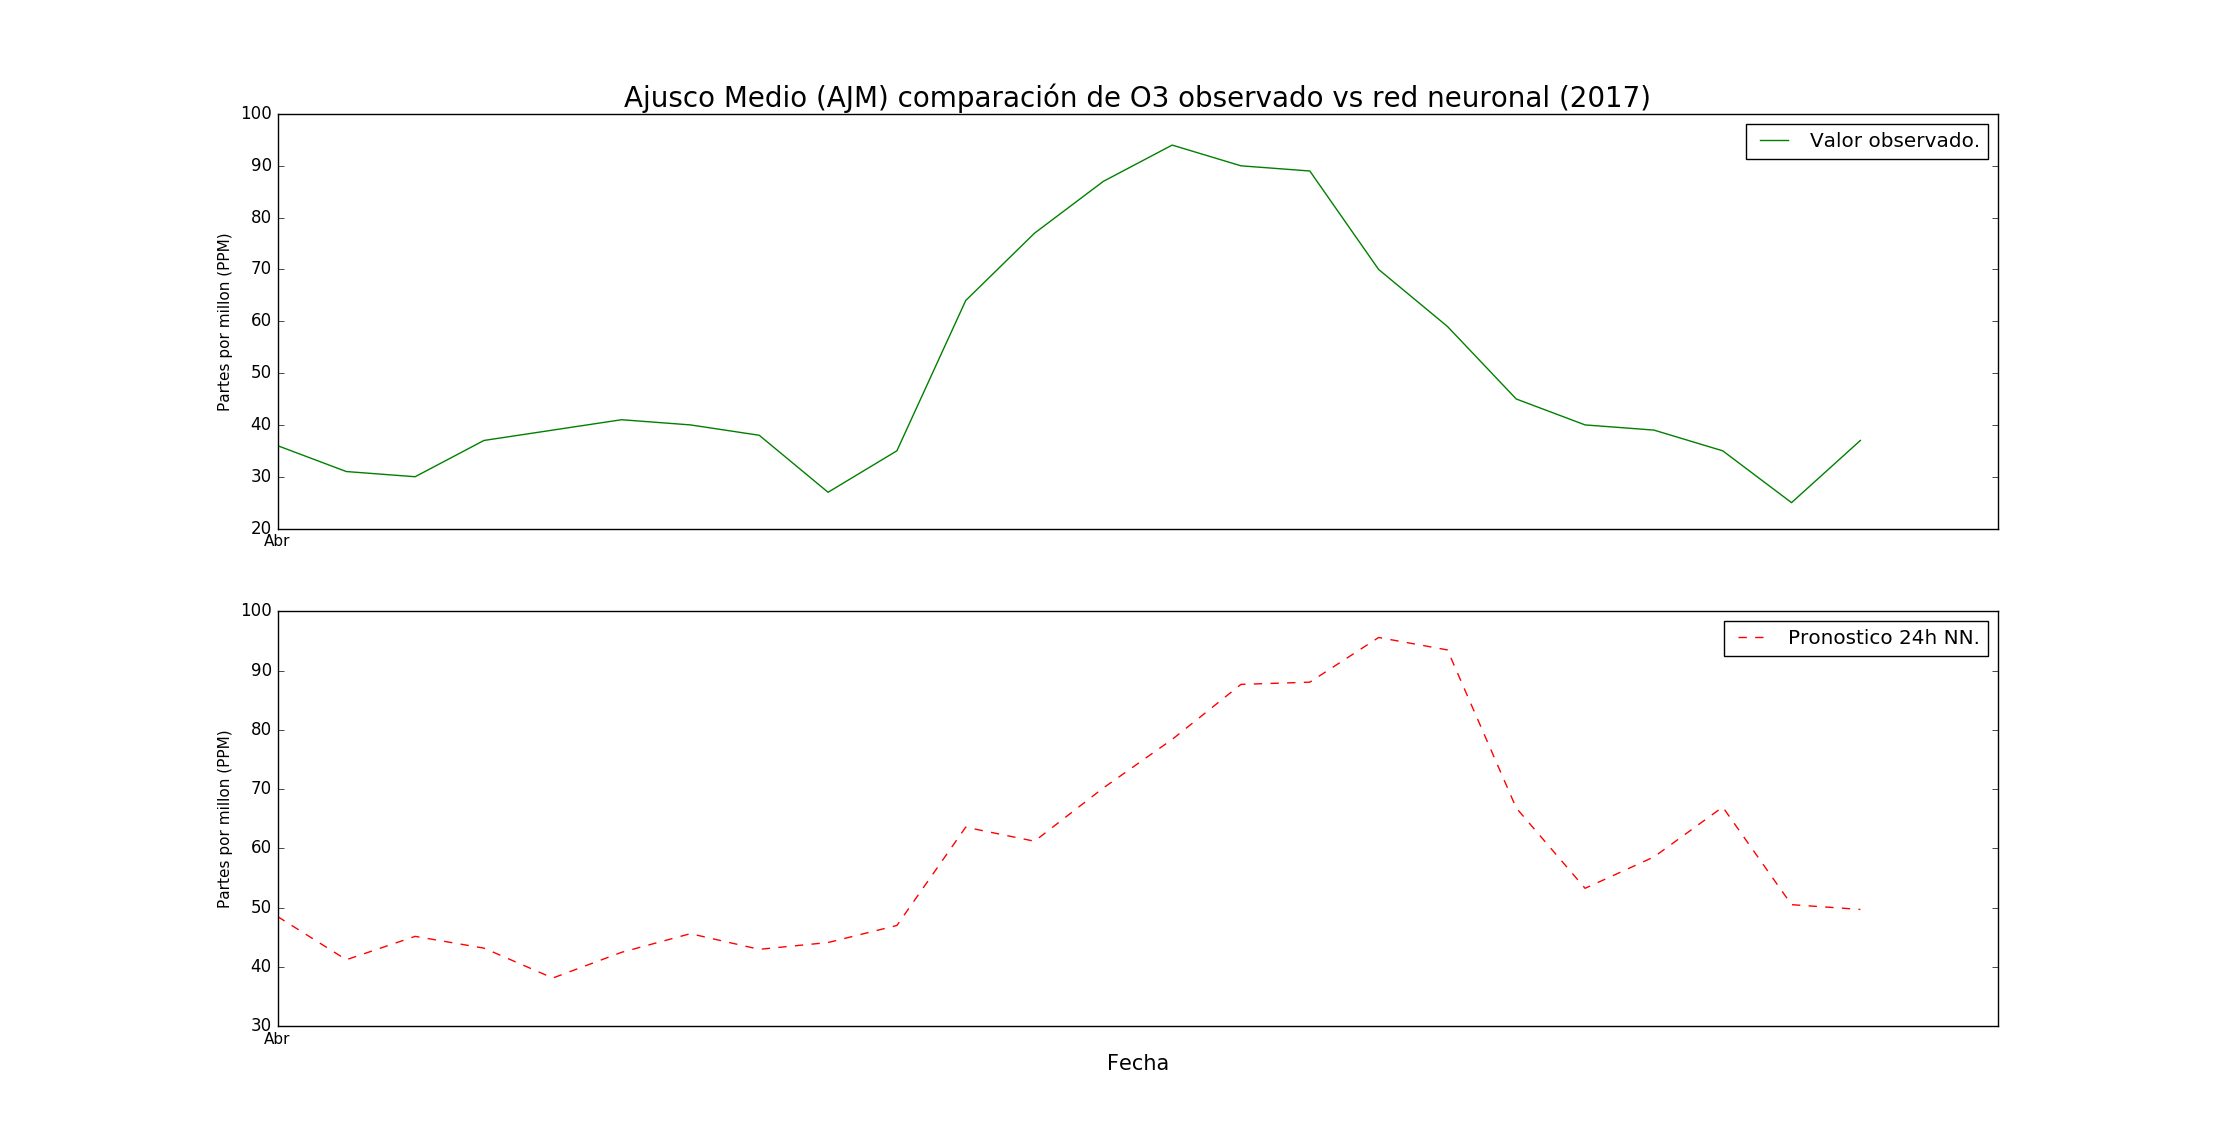 Ajusco Medio (AJM) comparación de O3 observado vs red neuronal (2017)
100
90
80
70
60
50
40
30
20
Partes por millon (PPM)
Valor observado.
Abr
100
90
80
70
60
50
40
30
Partes por millon (PPM)
Pronostico 24h NN.
Abr
Fecha